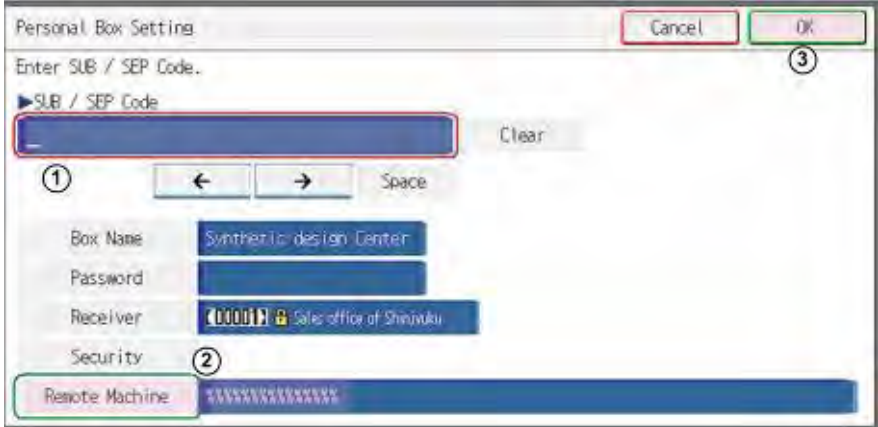 Personal Box Setting
Cancel
OK
③
Enter SUB / SEP Code.
▶SUB / SEP Code
_
Clear
①
← → Space
Box Name Synthetic design Center
Password
Receiver 【00001】 Sales office of Shinjuku
Security ②
Remote Machine